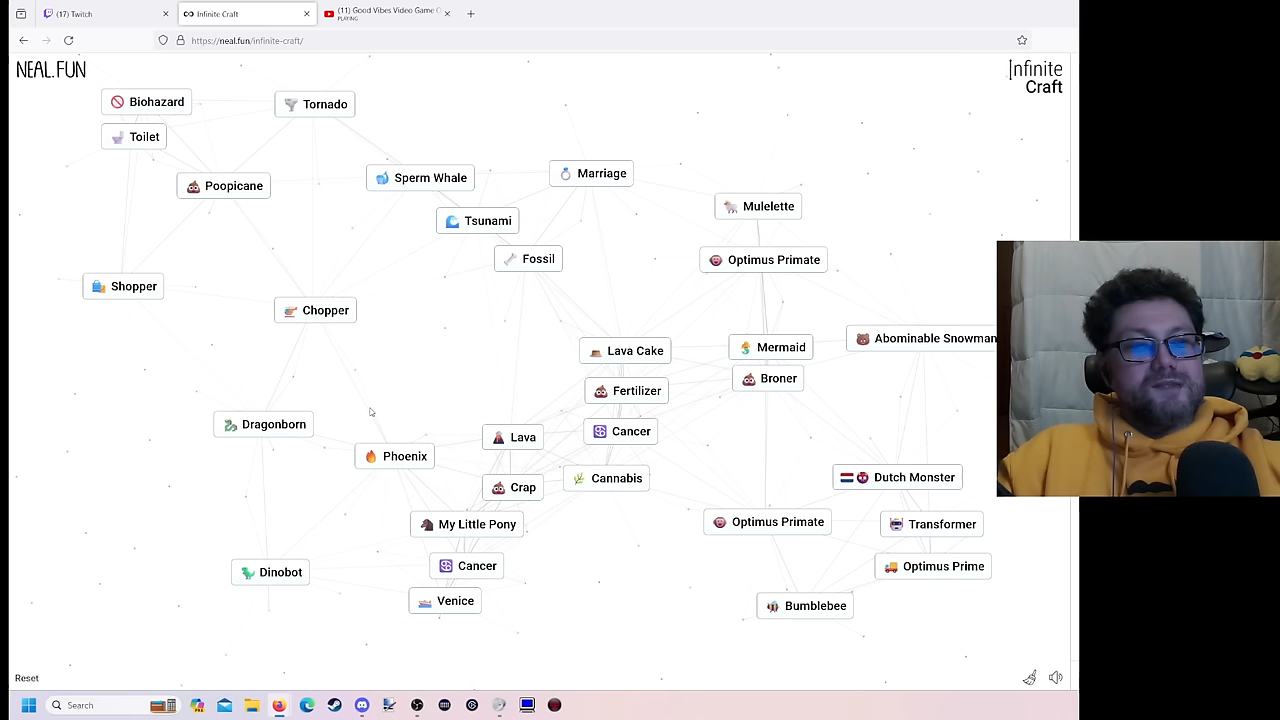 (17) Twitch
Infinite Craft
(11) Good Vibes Video Game
PLAYING
https://neal.fun/infinite-craft/
NEAL.FUN
Infinite
Craft
Biohazard
Tornado
Toilet
Poopicane
Sperm Whale
Marriage
Mulelette
Tsunami
Fossil
Optimus Primate
Shopper
Chopper
Lava Cake
Mermaid
Abominable Snowman
Broner
Fertilizer
Dragonborn
Lava
Cancer
Phoenix
Cannabis
Dutch Monster
Crap
My Little Pony
Optimus Primate
Transformer
Dinobot
Cancer
Optimus Prime
Venice
Bumblebee
Reset
Search